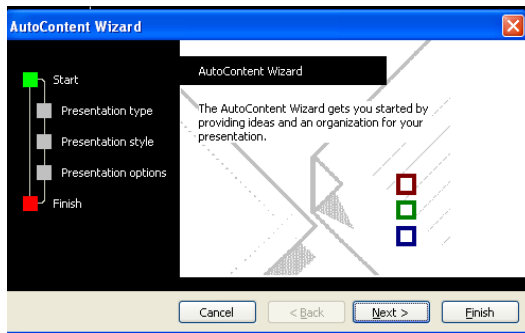 AutoContent Wizard
Start
Presentation type
Presentation style
Presentation options
Finish
AutoContent Wizard
The AutoContent Wizard gets you started by
providing ideas and an organization for your
presentation.
Cancel
< Back
Next >
Finish